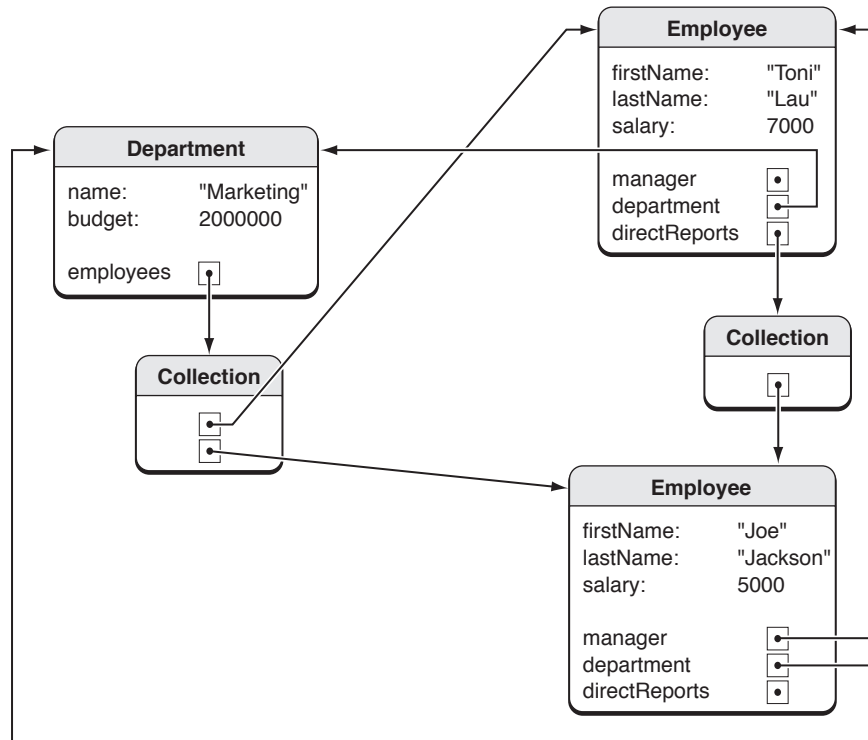 Employee
firstName: "Toni"
lastName: "Lau"
salary: 7000
manager
department
directReports
Department
name: "Marketing"
budget: 2000000
employees
Collection
Collection
Employee
firstName: "Joe"
lastName: "Jackson"
salary: 5000
manager
department
directReports